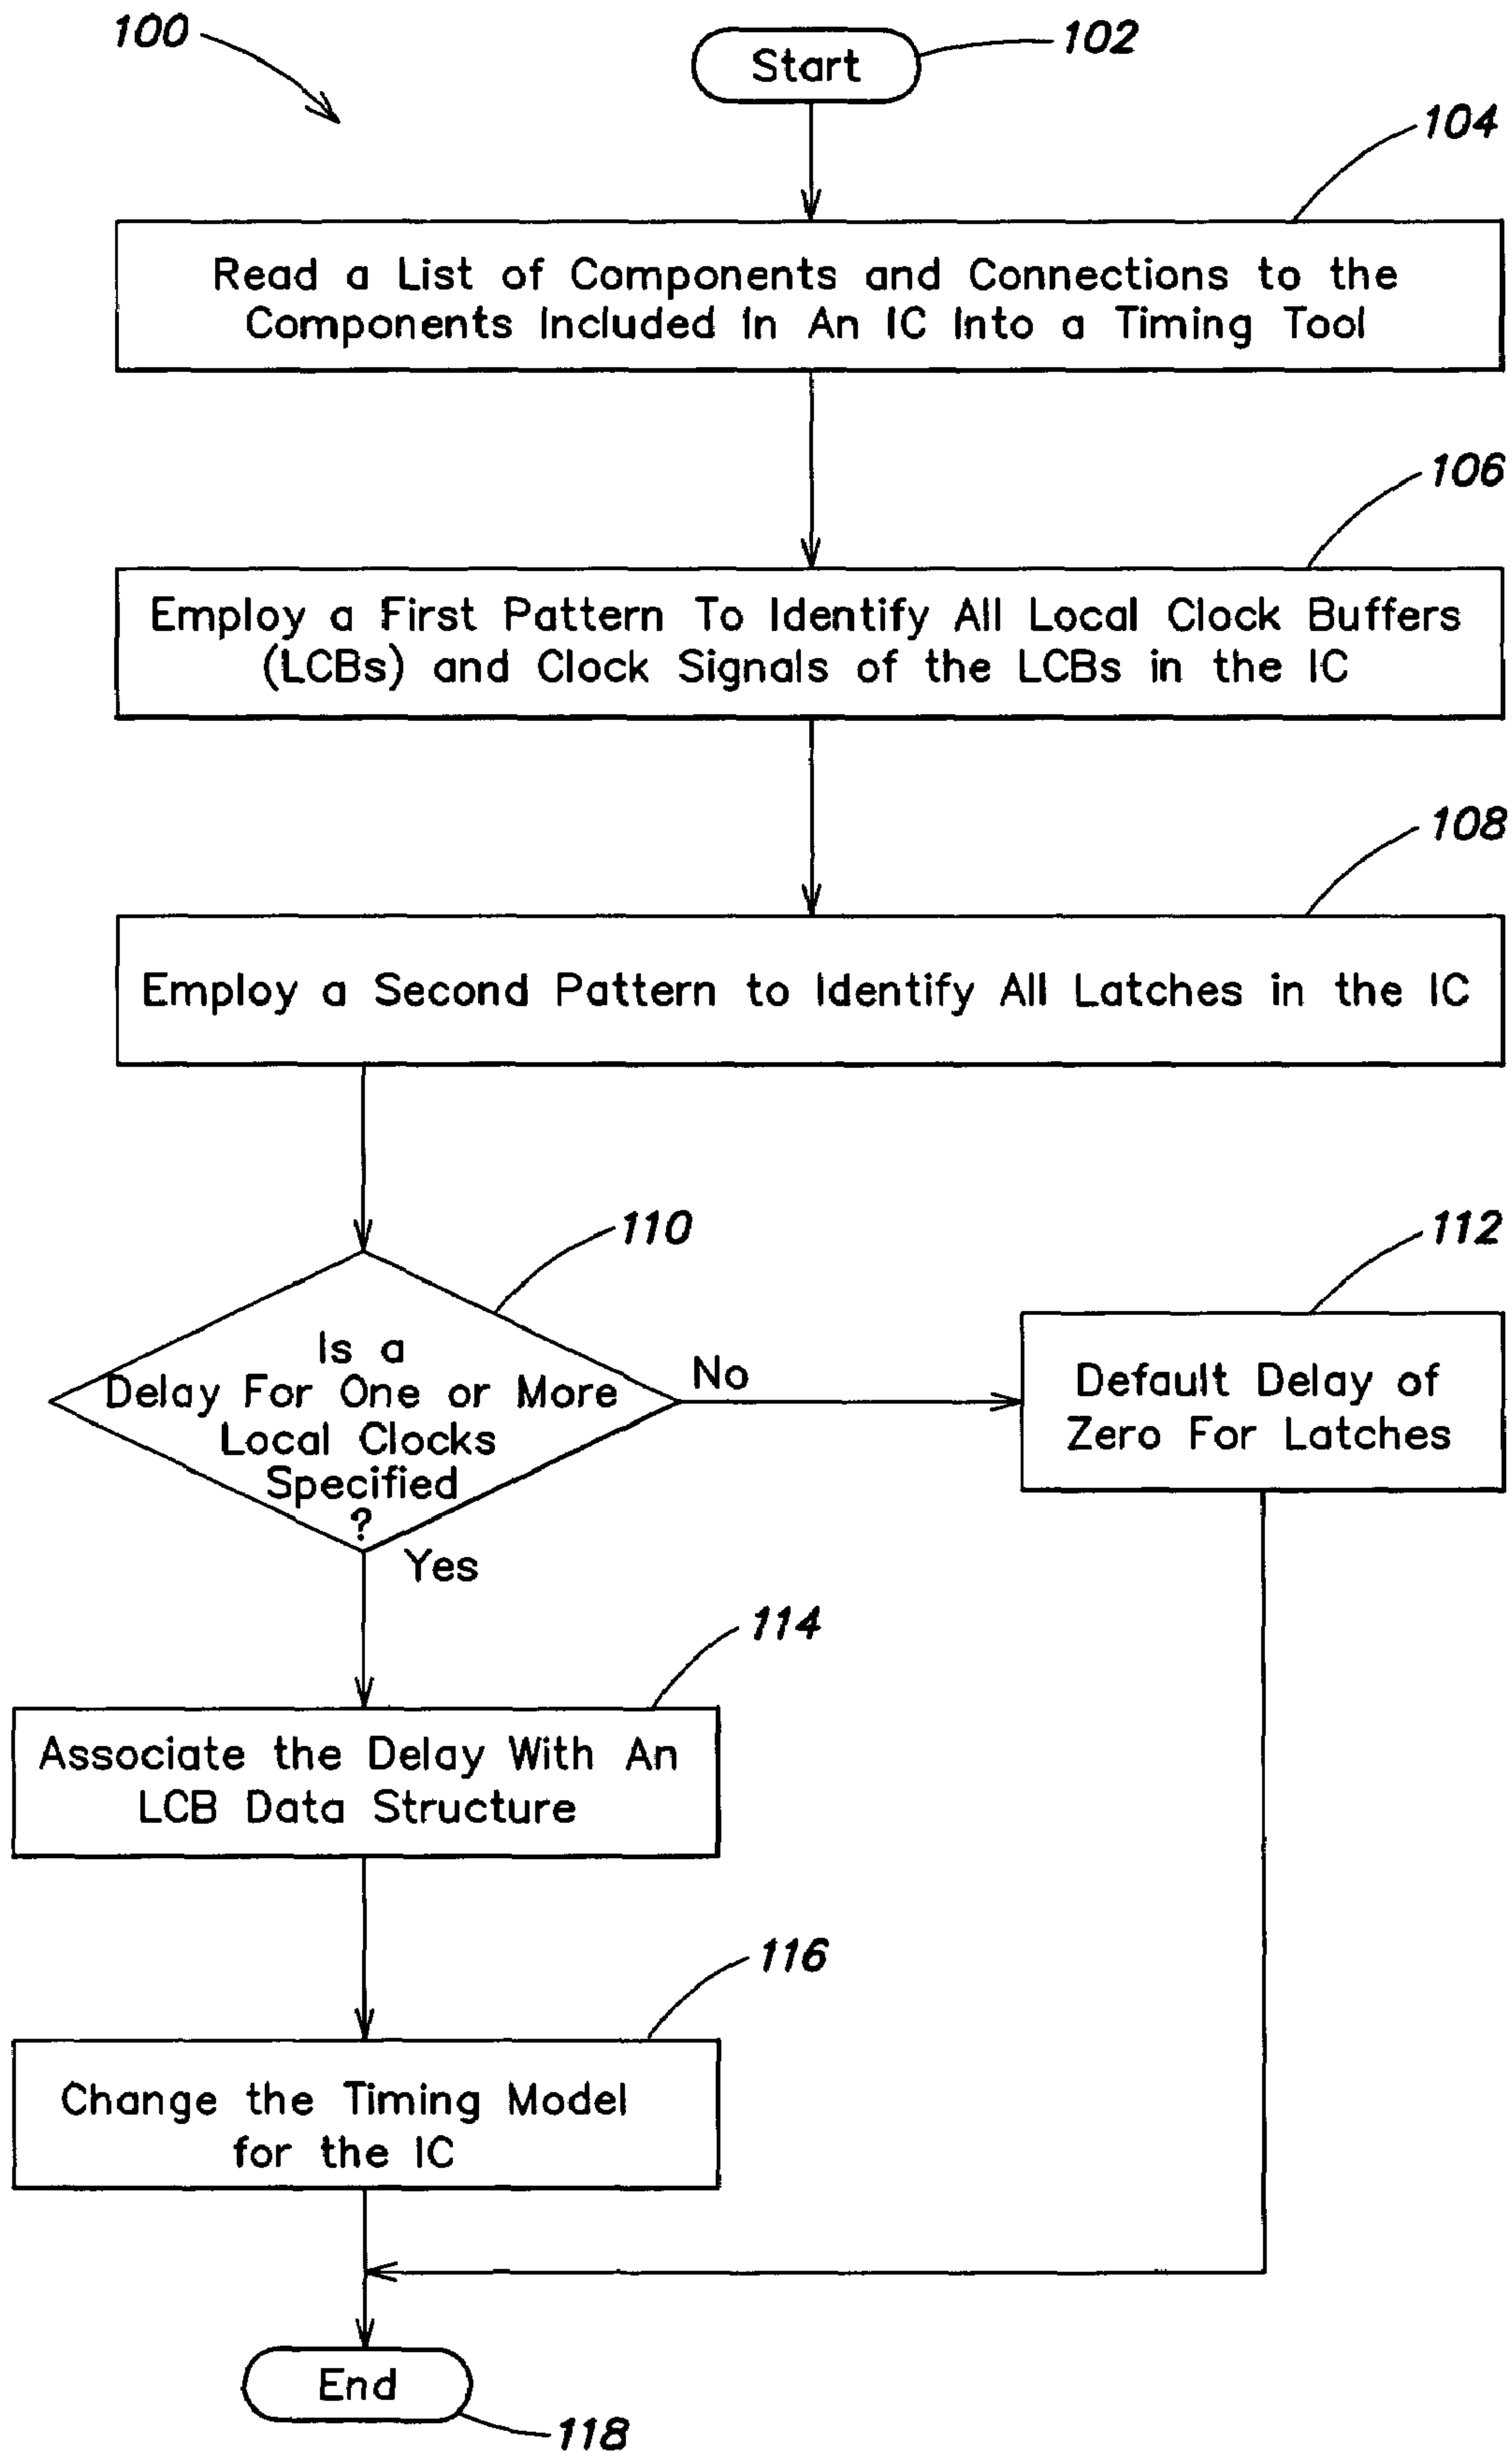 100
Start
102
104
Read a List of Components and Connections to the
Components Included In An IC Into a Timing Tool
106
Employ a First Pattern To Identify All Local Clock Buffers
(LCBs) and Clock Signals of the LCBs in the IC
108
Employ a Second Pattern to Identify All Latches in the IC
110
Is a
Delay For One or More
Local Clocks
Specified
?
No
Yes
112
Default Delay of
Zero For Latches
114
Associate the Delay With An
LCB Data Structure
116
Change the Timing Model
for the IC
End
118